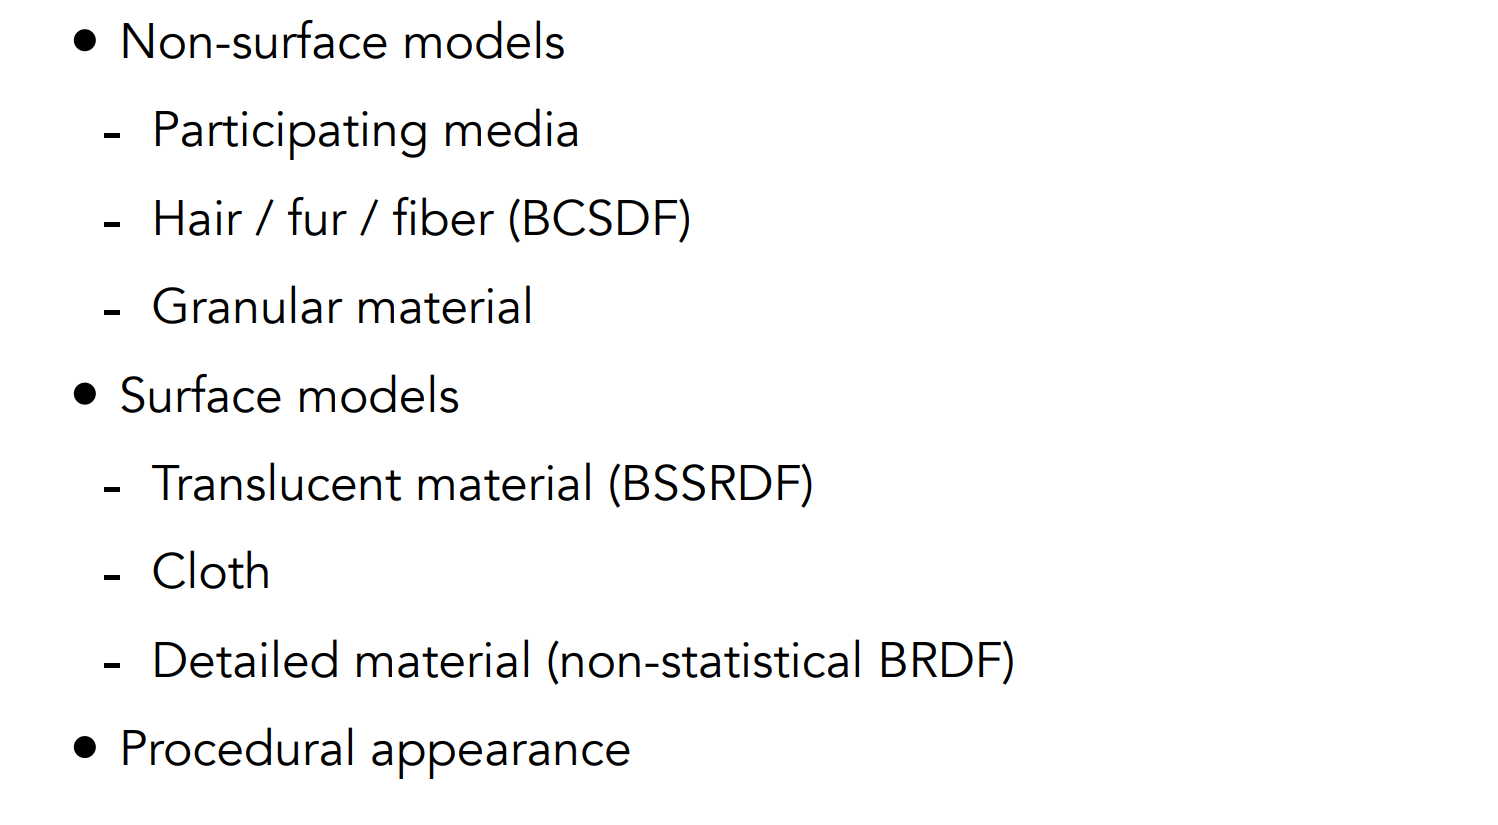 ● Non-surface models
- Participating media
- Hair / fur / fiber (BCSDF)
- Granular material
● Surface models
- Translucent material (BSSRDF)
- Cloth
- Detailed material (non-statistical BRDF)
● Procedural appearance